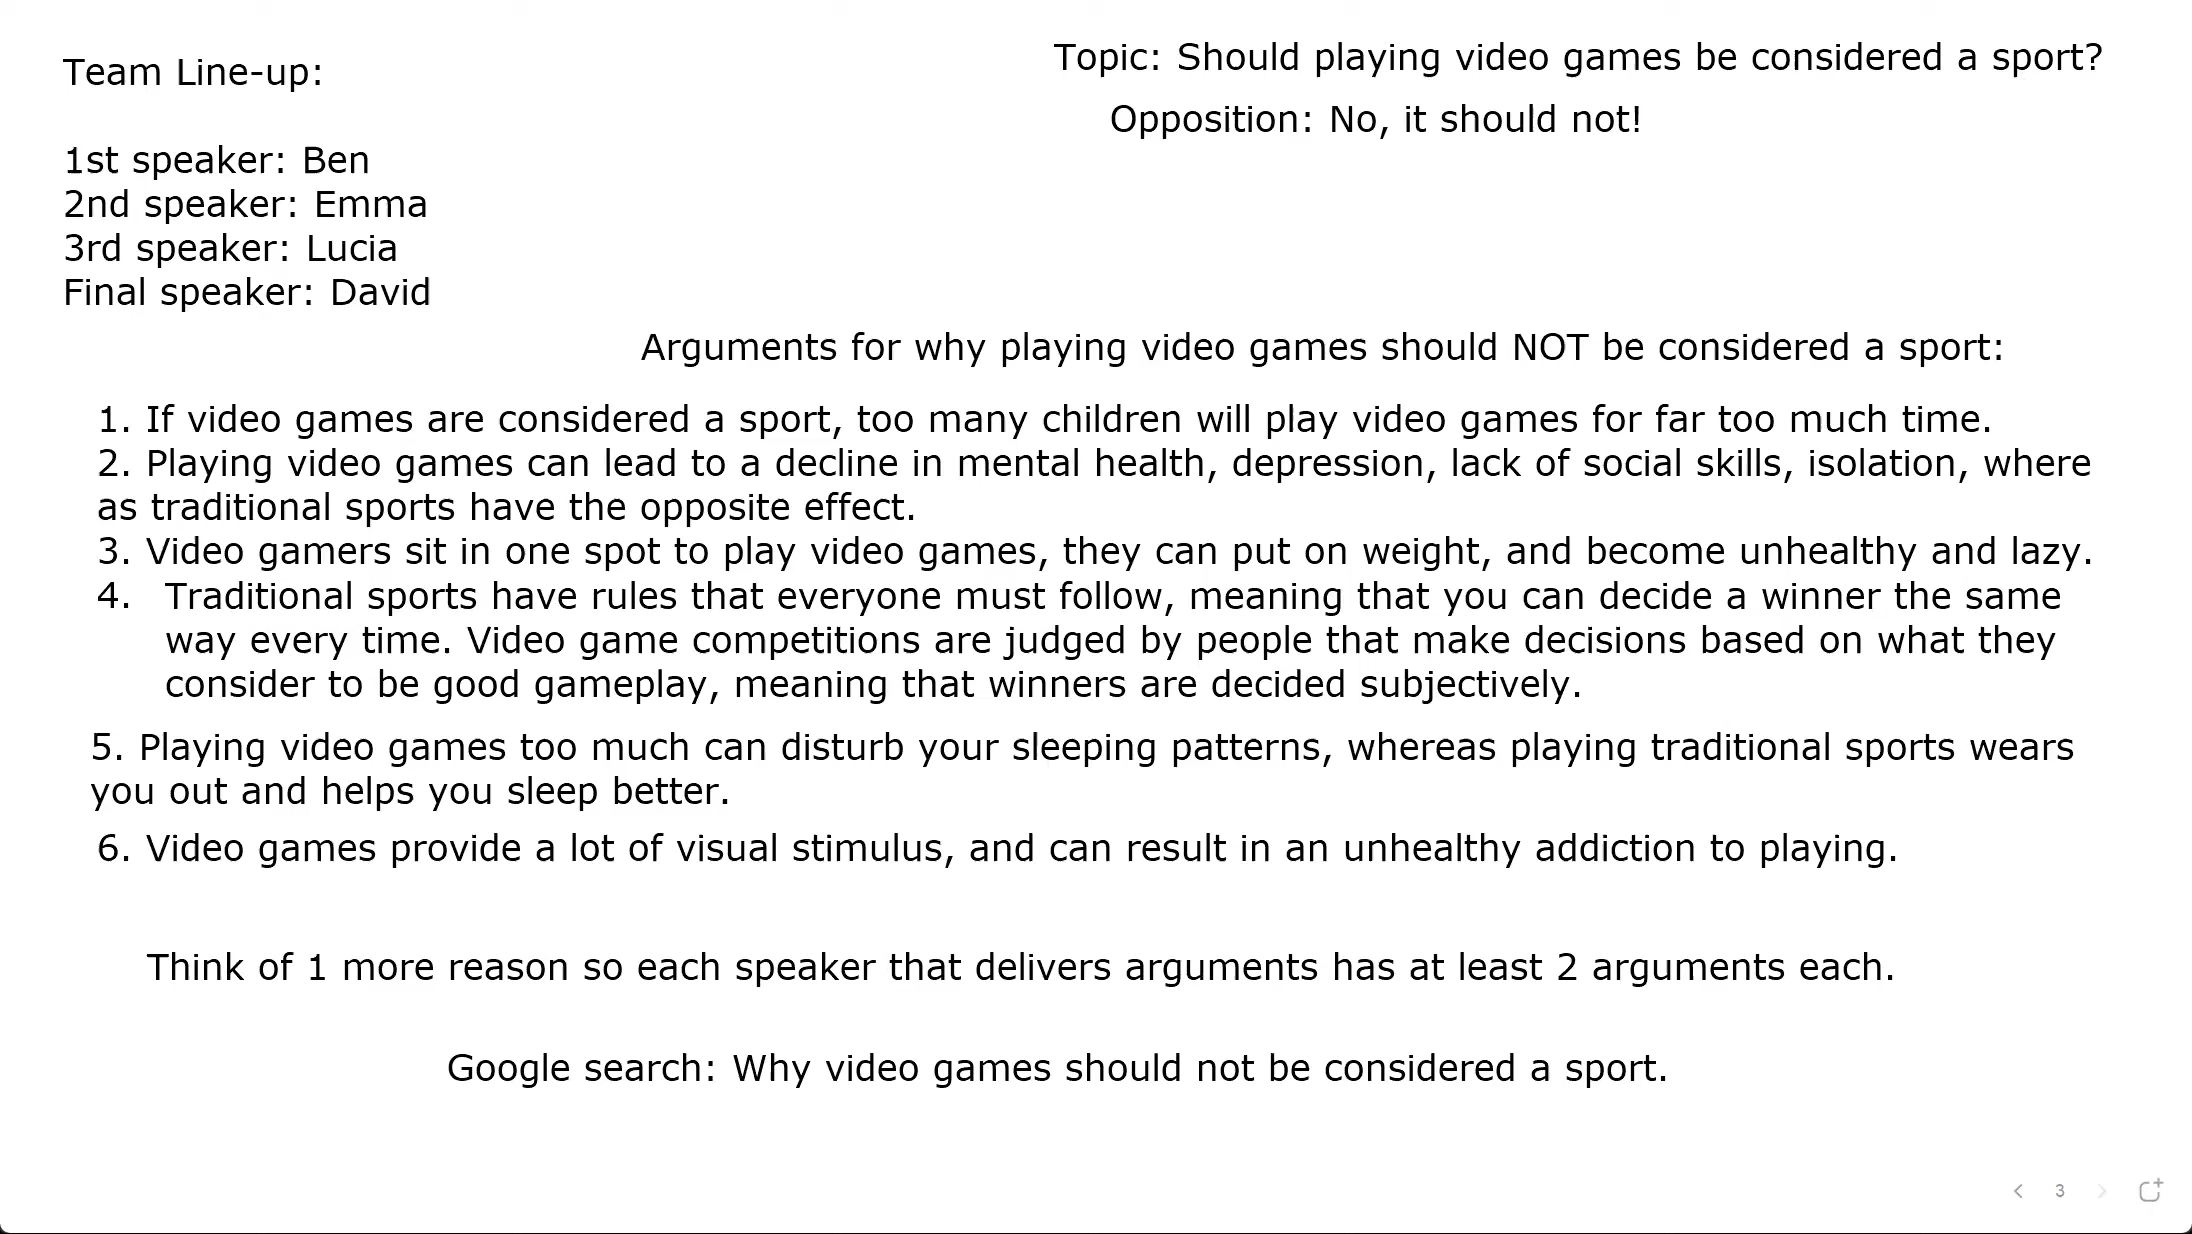 Team Line-up:
1st speaker: Ben
2nd speaker: Emma
3rd speaker: Lucia
Final speaker: David
Topic: Should playing video games be considered a sport?
Opposition: No, it should not!
Arguments for why playing video games should NOT be considered a sport:
1. If video games are considered a sport, too many children will play video games for far too much time.
2. Playing video games can lead to a decline in mental health, depression, lack of social skills, isolation, where
as traditional sports have the opposite effect.
3. Video gamers sit in one spot to play video games, they can put on weight, and become unhealthy and lazy.
4. Traditional sports have rules that everyone must follow, meaning that you can decide a winner the same
way every time. Video game competitions are judged by people that make decisions based on what they
consider to be good gameplay, meaning that winners are decided subjectively.
5. Playing video games too much can disturb your sleeping patterns, whereas playing traditional sports wears
you out and helps you sleep better.
6. Video games provide a lot of visual stimulus, and can result in an unhealthy addiction to playing.
Think of 1 more reason so each speaker that delivers arguments has at least 2 arguments each.
Google search: Why video games should not be considered a sport.
3